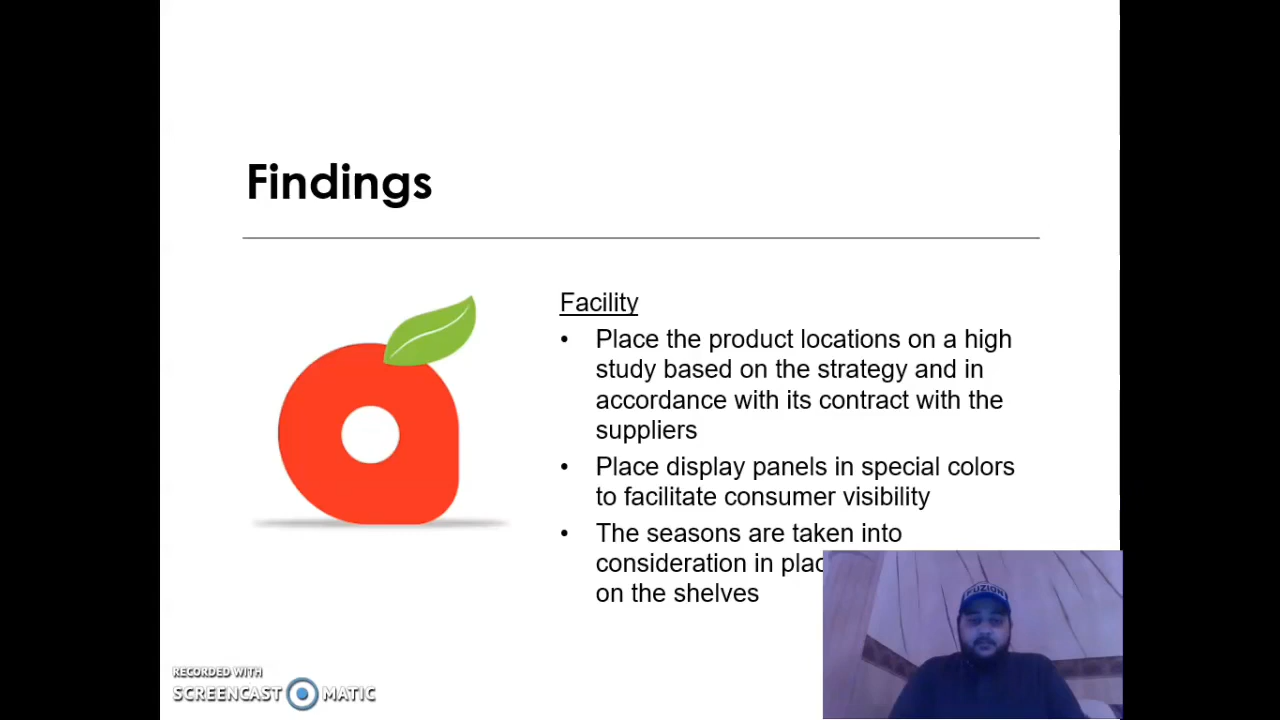 Findings
Facility
• Place the product locations on a high
study based on the strategy and in
accordance with its contract with the
suppliers
• Place display panels in special colors
to facilitate consumer visibility
• The seasons are taken into
consideration in plac
on the shelves
FUZION
RECORDED WITH
SCREENCAST MATIC